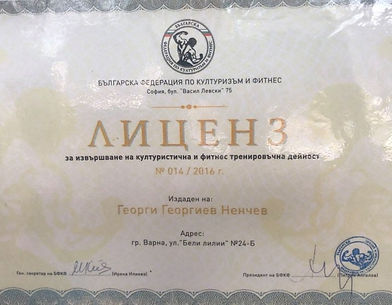 БЪЛГАРСКА
БЪЛГАРСКА ФЕДЕРАЦИЯ ПО КУЛТУРИЗЪМ И ФИТНЕС
София, бул. "Васил Левски" 75
ЛИЦЕНЗ
за извършване на културистична и фитнес тренировъчна дейност
№ 014 / 2016 г.
Издаден на:
Георги Георгиев Ненчев
Адрес:
гр. Варна, ул."Бели лилии" №24-Б
Ген. секретар на БФКФ
(Ирена Илиева)
Президент на БФКФ